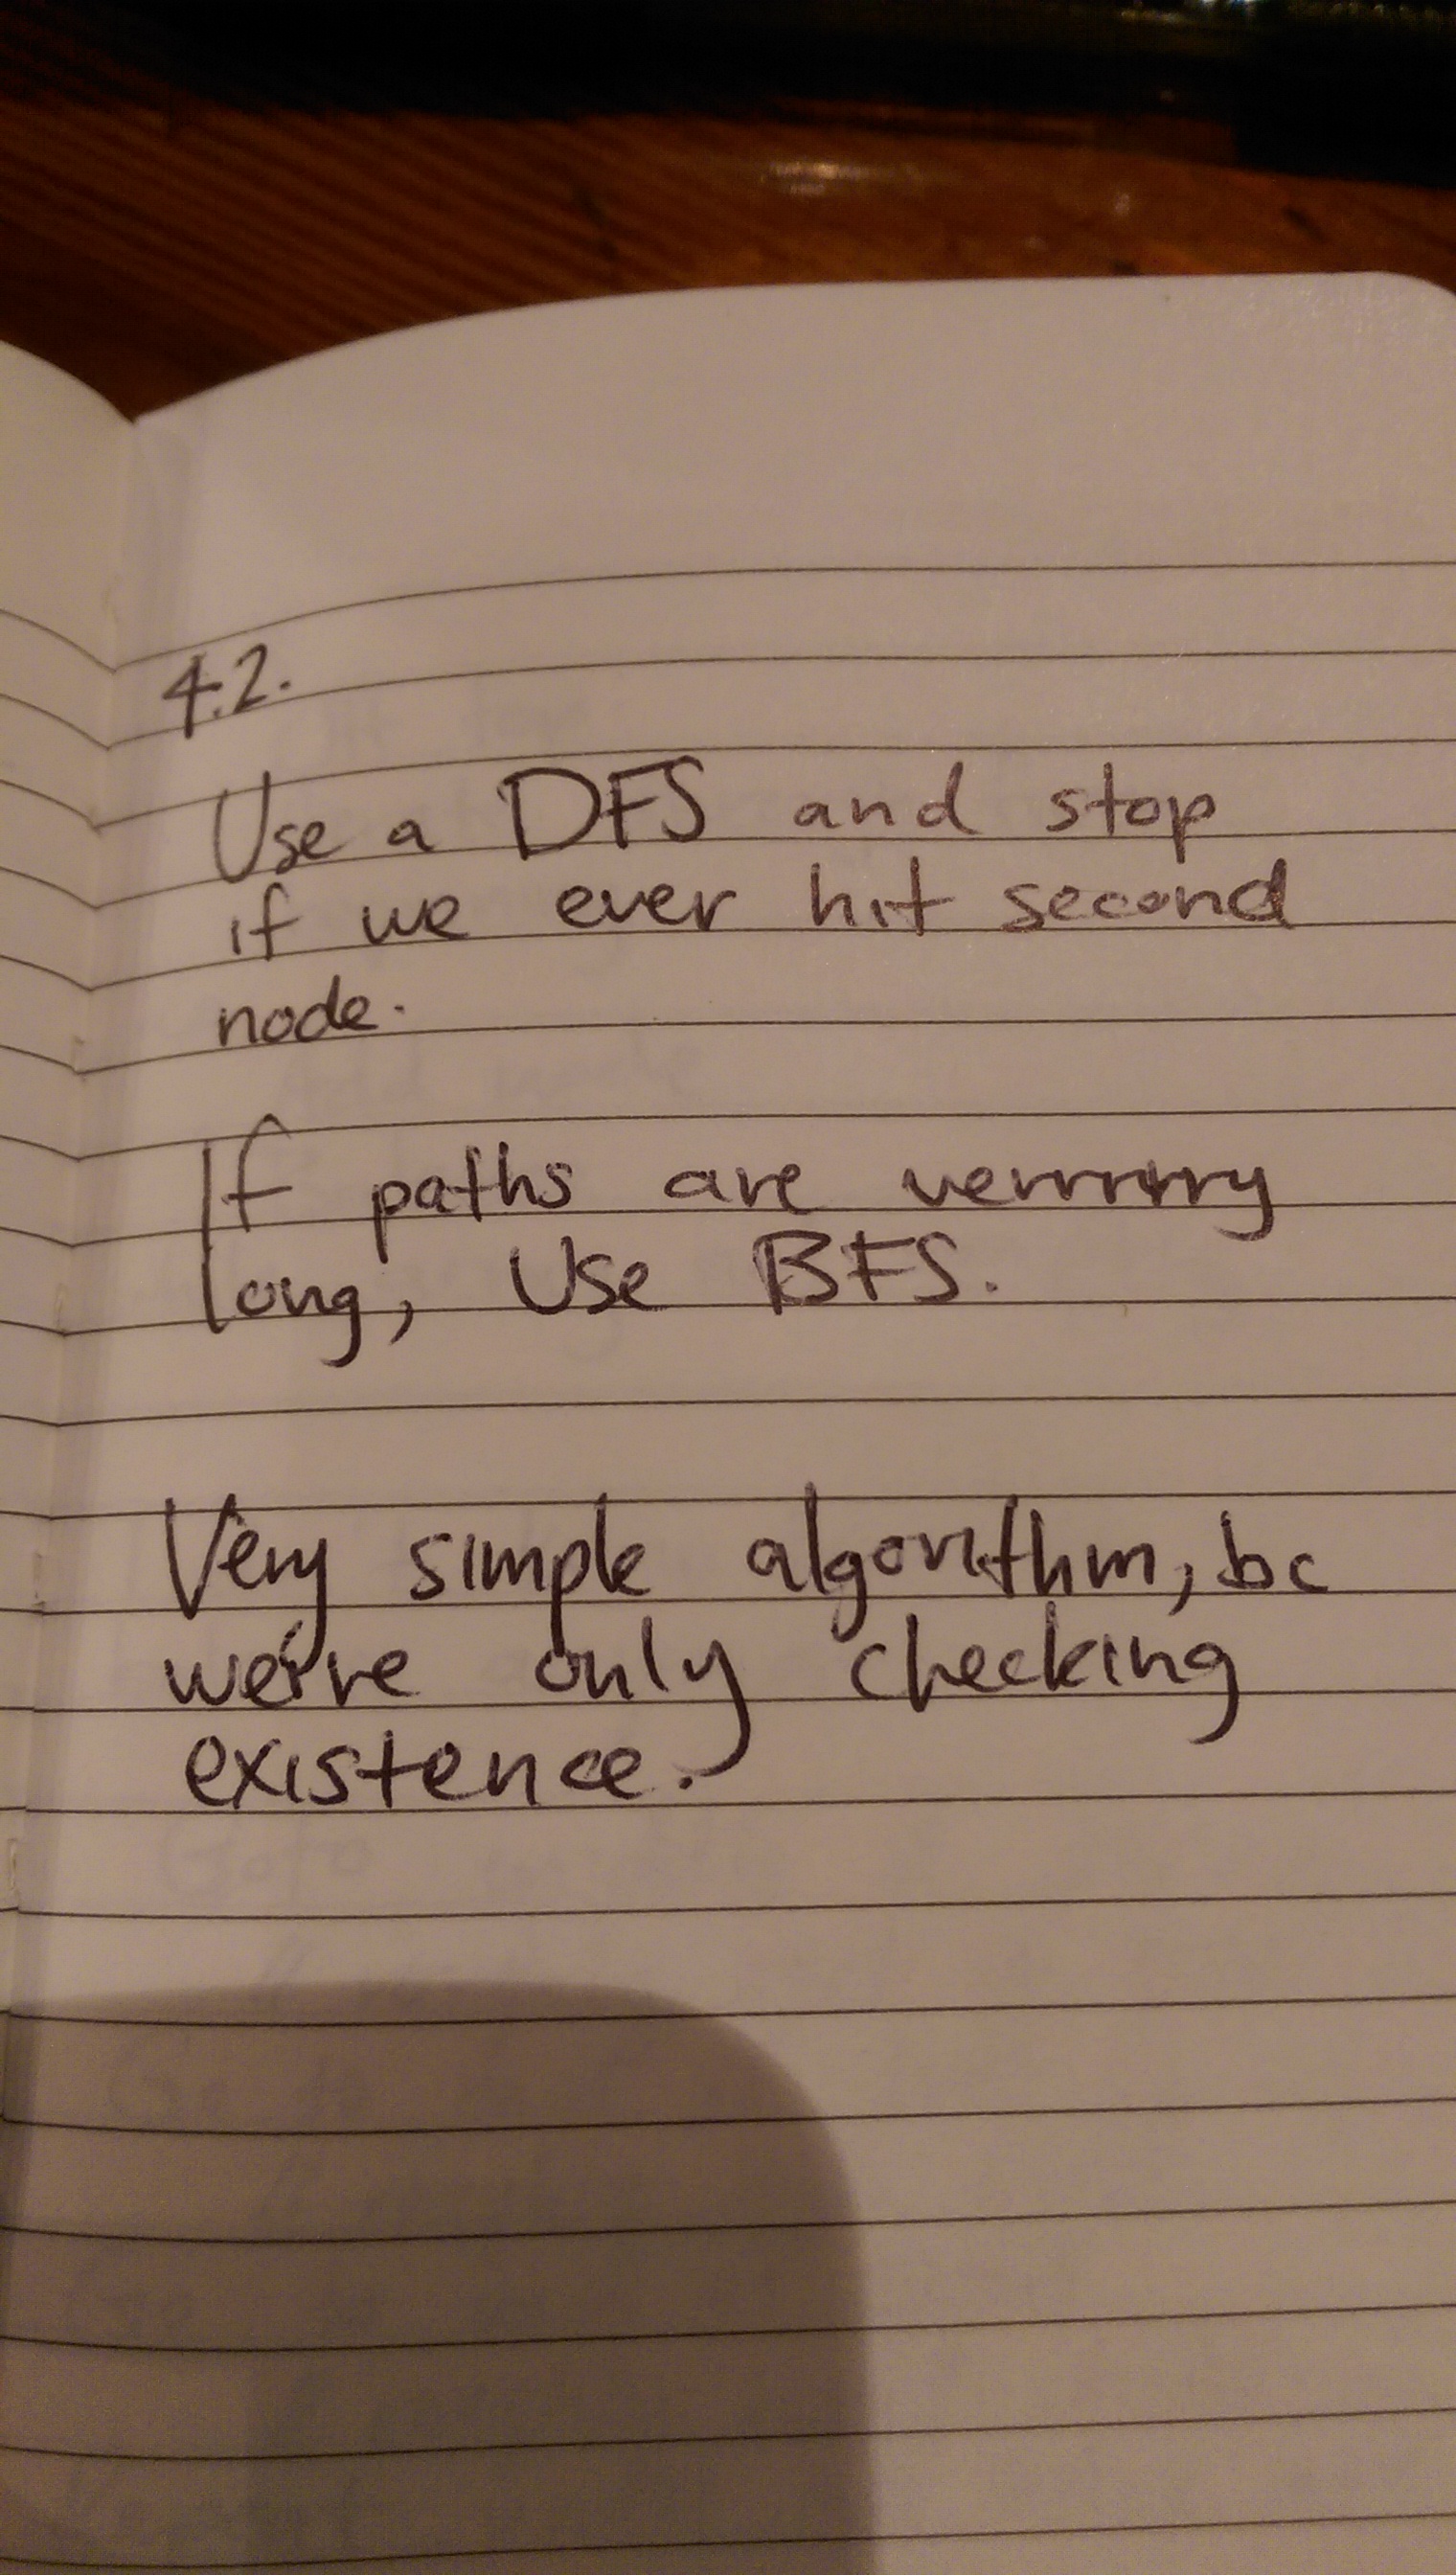 4.2.
Use a DFS and stop
if we ever hit second
node.
If paths are verrrrrry
long, Use BFS.
Very simple algorithm, bc
we're only checking
existence.